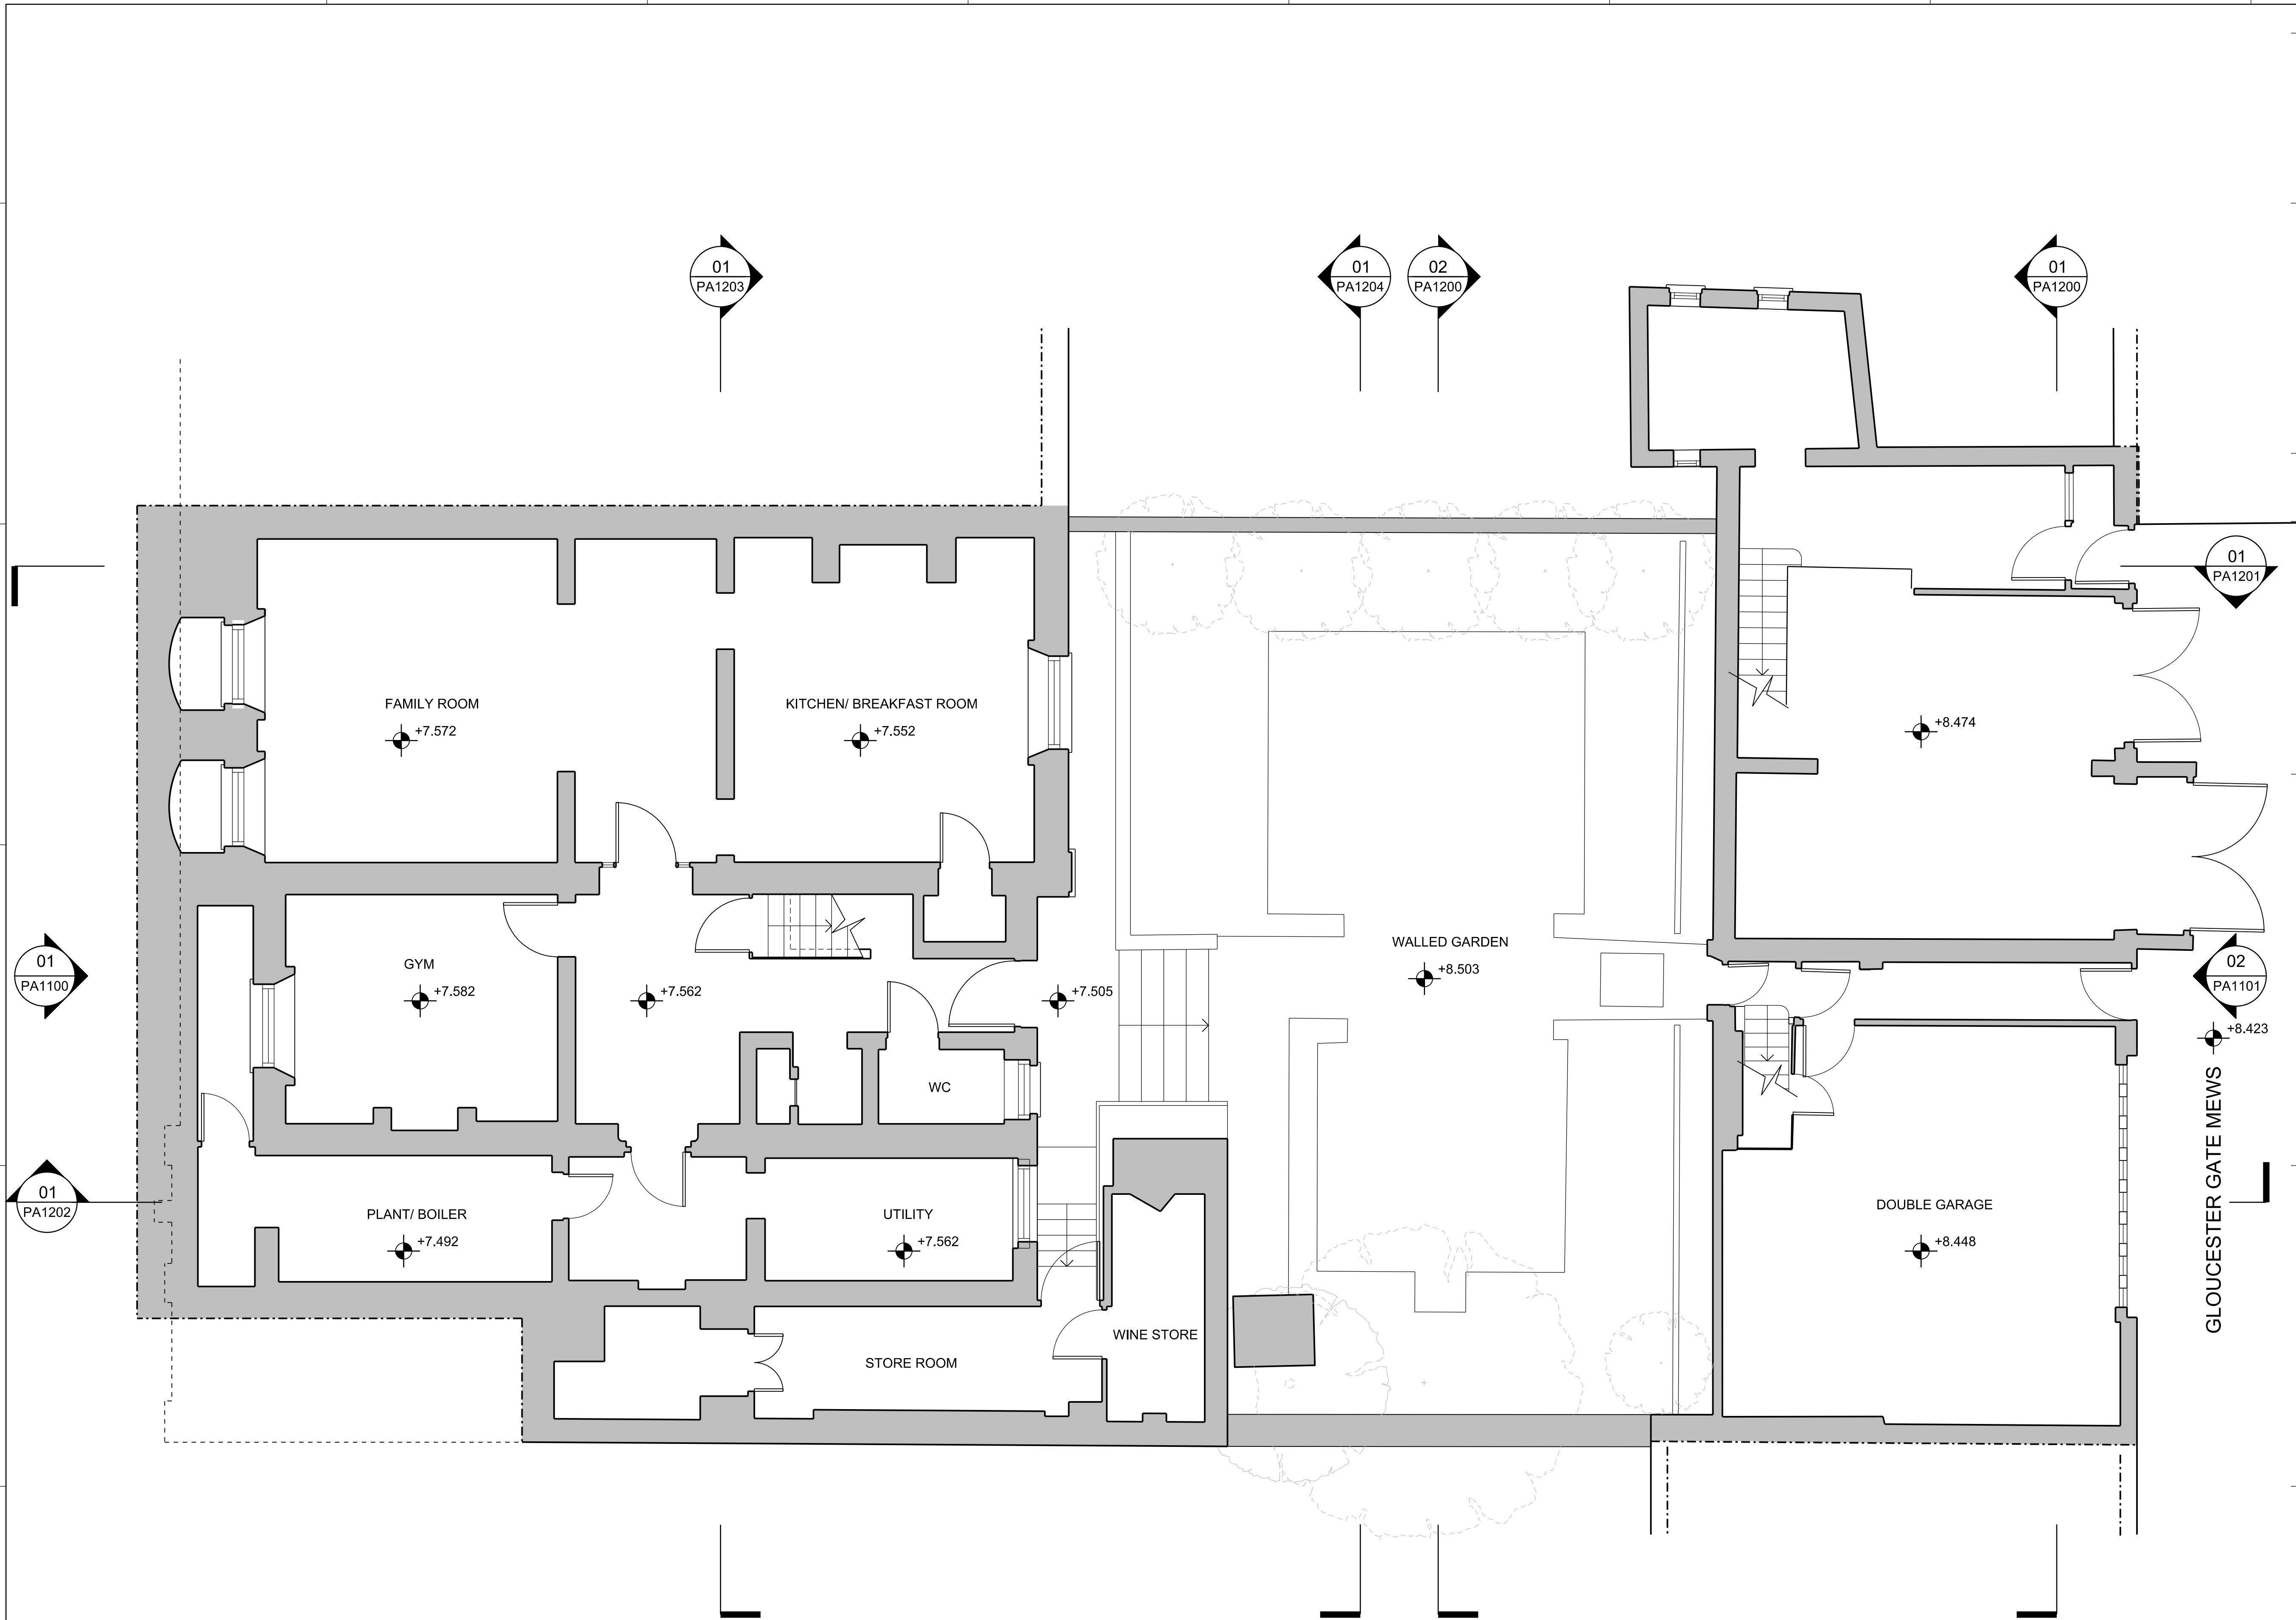 01
PA1203
01
PA1204
02
PA1200
01
PA1200
01
PA1201
FAMILY ROOM
+7.572
KITCHEN/ BREAKFAST ROOM
+7.552
+8.474
WALLED GARDEN
+8.503
GYM
+7.582
+7.562
+7.505
01
PA1100
02
PA1101
+8.423
WC
GLOUCESTER GATE MEWS
01
PA1202
PLANT/ BOILER
+7.492
UTILITY
+7.562
DOUBLE GARAGE
+8.448
WINE STORE
STORE ROOM